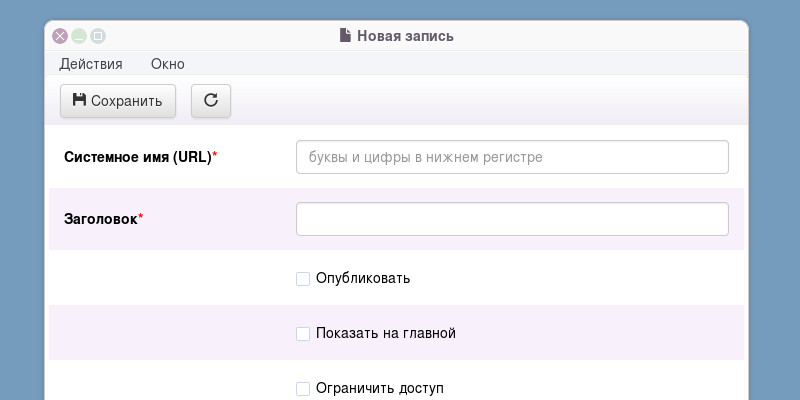 Новая запись
Действия Окно
Сохранить
Системное имя (URL)* буквы и цифры в нижнем регистре
Заголовок*
Опубликовать
Показать на главной
Ограничить доступ